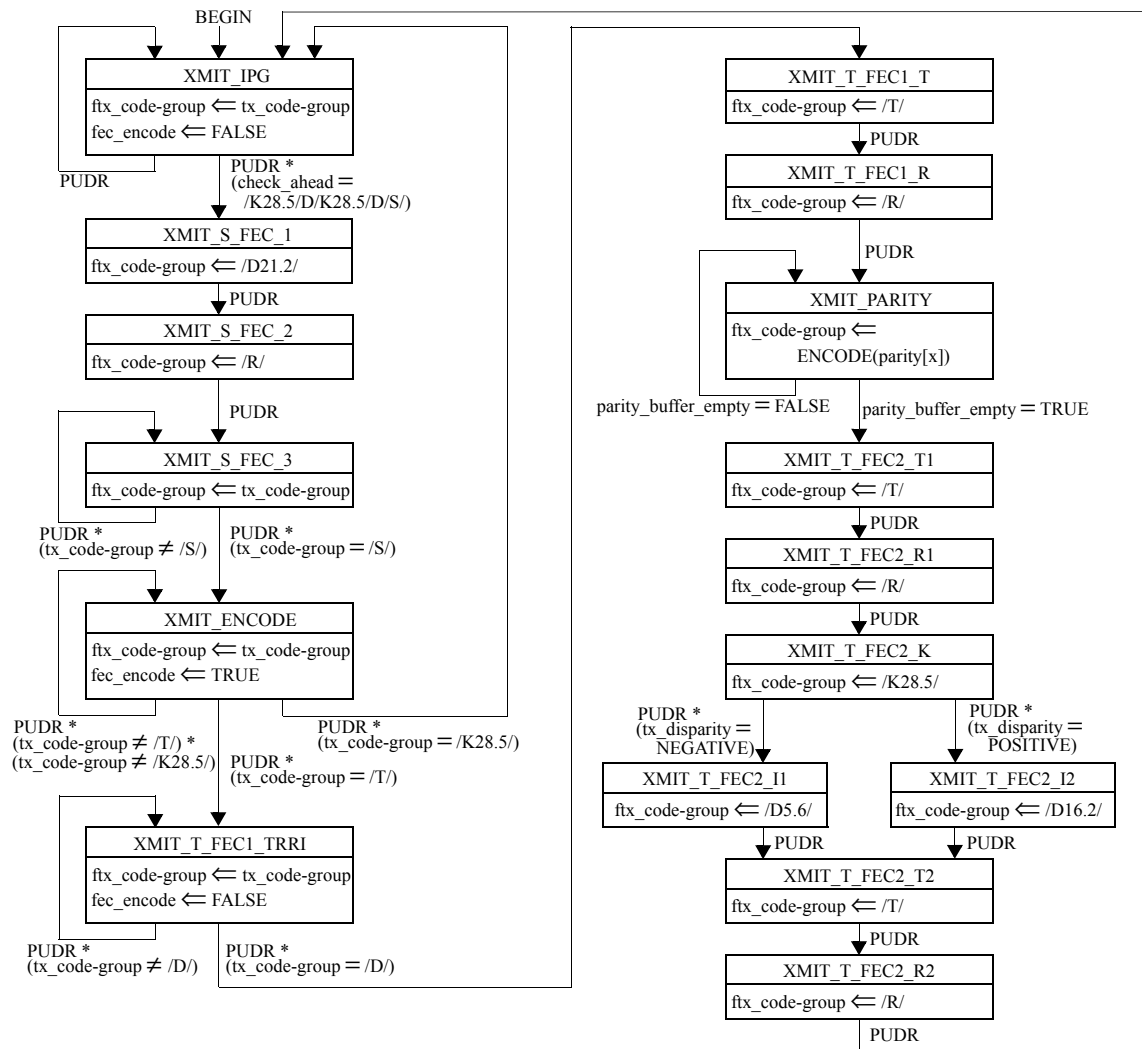 BEGIN
XMIT_IPG
ftx_code-group ⇐ tx_code-group
fec_encode ⇐ FALSE
PUDR
PUDR *
(check_ahead =
/K28.5/D/K28.5/D/S/)
XMIT_S_FEC_1
ftx_code-group ⇐ /D21.2/
PUDR
XMIT_S_FEC_2
ftx_code-group ⇐ /R/
PUDR
XMIT_S_FEC_3
ftx_code-group ⇐ tx_code-group
PUDR *
(tx_code-group ≠ /S/)
PUDR *
(tx_code-group = /S/)
XMIT_ENCODE
ftx_code-group ⇐ tx_code-group
fec_encode ⇐ TRUE
PUDR *
(tx_code-group ≠ /T/) *
(tx_code-group ≠ /K28.5/)
PUDR *
(tx_code-group = /T/)
PUDR *
(tx_code-group = /K28.5/)
XMIT_T_FEC1_TRRI
ftx_code-group ⇐ tx_code-group
fec_encode ⇐ FALSE
PUDR *
(tx_code-group ≠ /D/)
PUDR *
(tx_code-group = /D/)
XMIT_T_FEC1_T
ftx_code-group ⇐ /T/
PUDR
XMIT_T_FEC1_R
ftx_code-group ⇐ /R/
PUDR
XMIT_PARITY
ftx_code-group ⇐
ENCODE(parity[x])
parity_buffer_empty = FALSE
parity_buffer_empty = TRUE
XMIT_T_FEC2_T1
ftx_code-group ⇐ /T/
PUDR
XMIT_T_FEC2_R1
ftx_code-group ⇐ /R/
PUDR
XMIT_T_FEC2_K
ftx_code-group ⇐ /K28.5/
PUDR *
(tx_disparity =
NEGATIVE)
PUDR *
(tx_disparity =
POSITIVE)
XMIT_T_FEC2_I1
ftx_code-group ⇐ /D5.6/
PUDR
XMIT_T_FEC2_I2
ftx_code-group ⇐ /D16.2/
PUDR
XMIT_T_FEC2_T2
ftx_code-group ⇐ /T/
PUDR
XMIT_T_FEC2_R2
ftx_code-group ⇐ /R/
PUDR